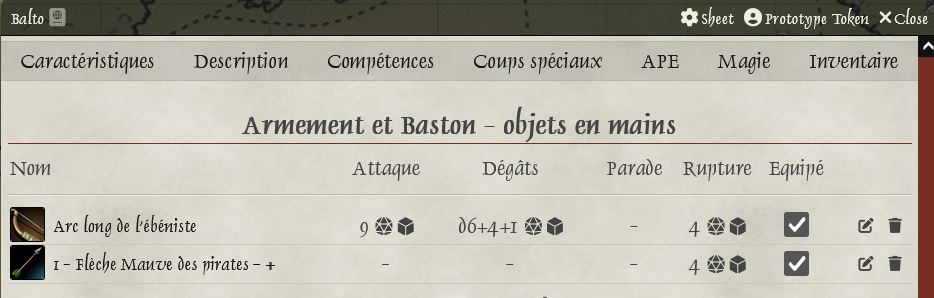 Balto Sheet Prototype Token Close
Caractéristiques Description Compétences Coups spéciaux APE Magie Inventaire
Armement et Baston - objets en mains
Nom Attaque Dégâts Parade Rupture Equipé
Arc long de l'ébéniste 9 d6+4+1 - 4
1 - Flèche Mauve des pirates - + - - - 4